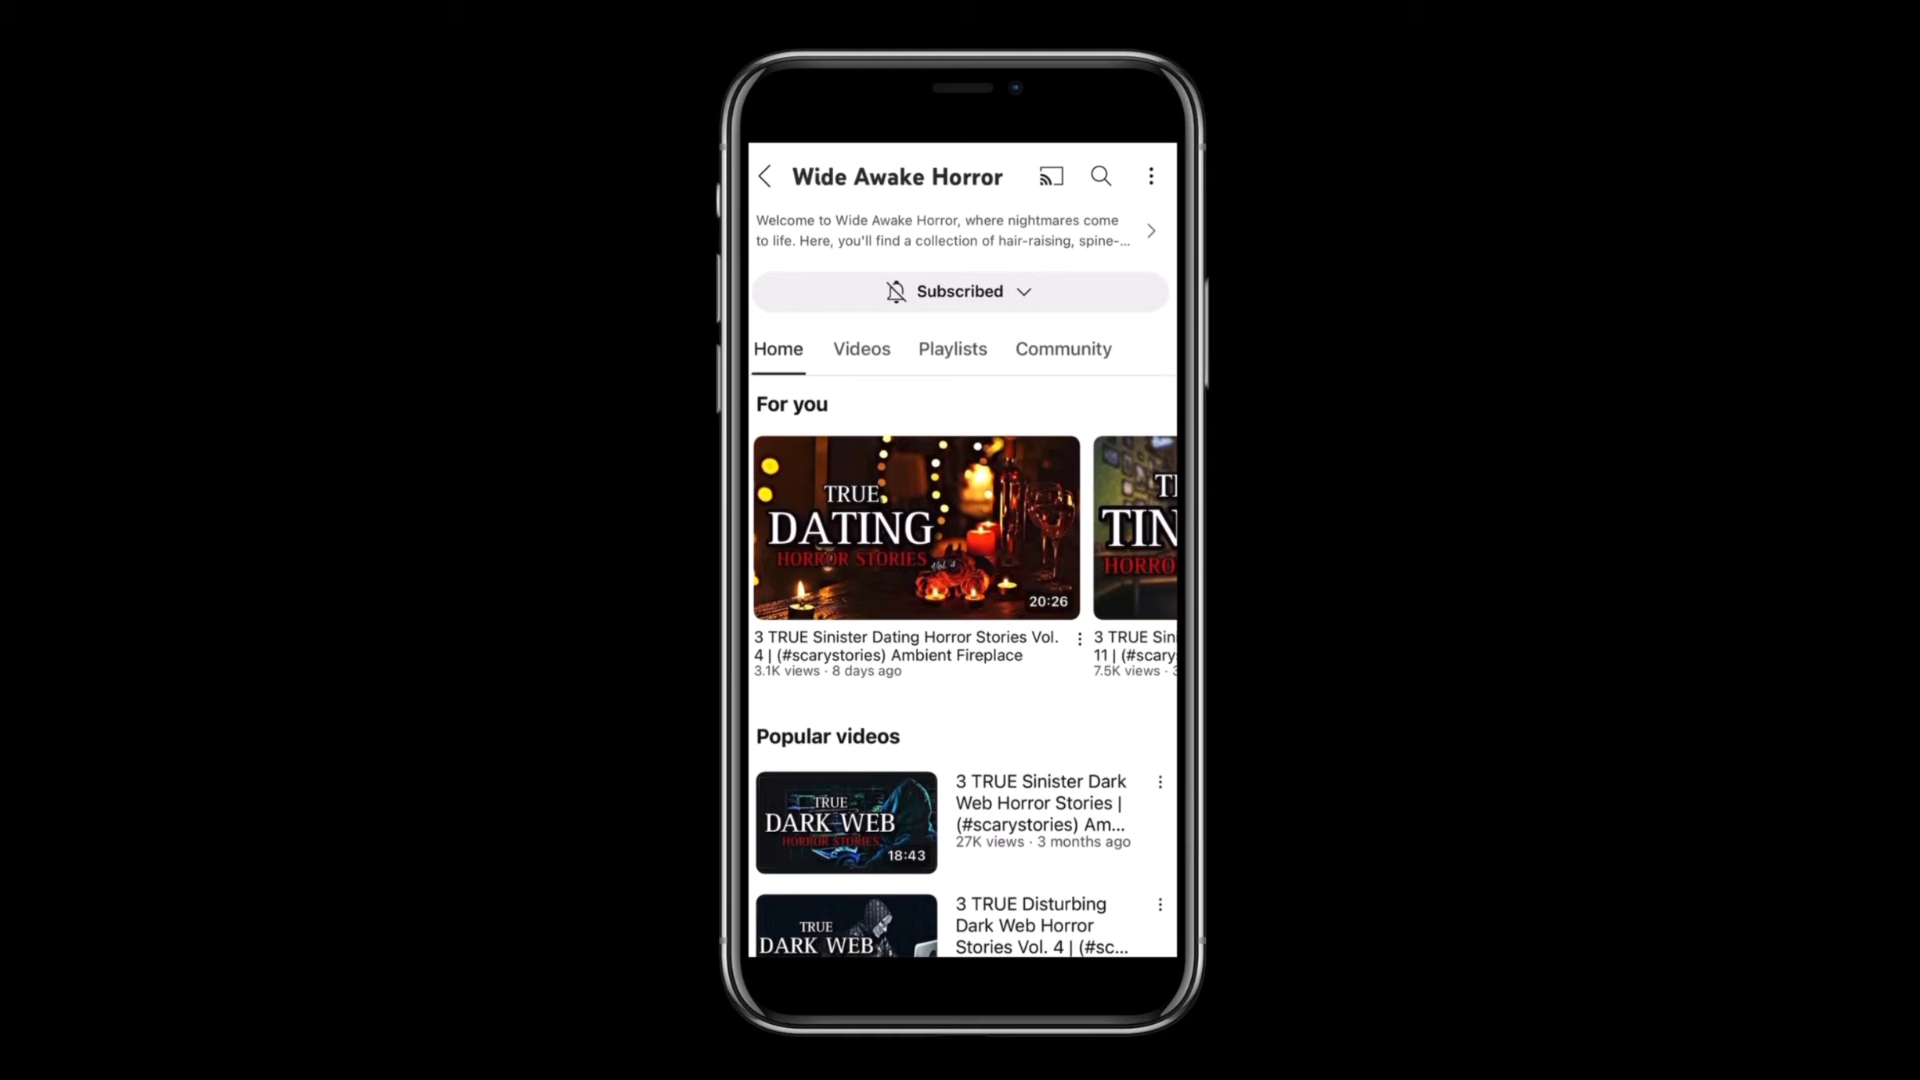 Wide Awake Horror
Welcome to Wide Awake Horror, where nightmares come
to life. Here, you'll find a collection of hair-raising, spine-...
Subscribed
Home Videos Playlists Community
For you
TRUE
DATING
HORROR STORIES
Vol. 4
20:26
3 TRUE Sinister Dating Horror Stories Vol.
4 | (#scarystories) Ambient Fireplace
3.1K views · 8 days ago
TIN
HORRO
3 TRUE Sin
11 | (#scary
7.5K views ·
Popular videos
TRUE
DARK WEB
HORROR STORIES
18:43
3 TRUE Sinister Dark
Web Horror Stories |
(#scarystories) Am...
27K views · 3 months ago
TRUE
DARK WEB
3 TRUE Disturbing
Dark Web Horror
Stories Vol. 4 | (#sc...